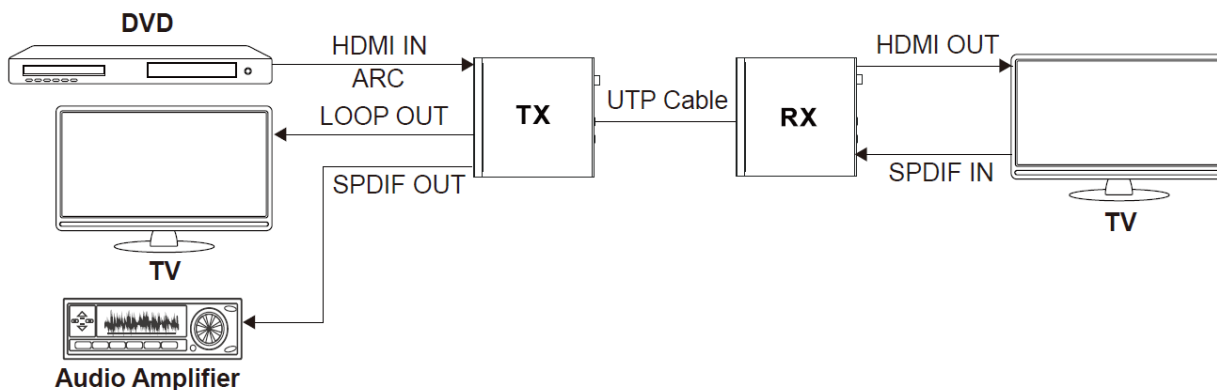 DVD
HDMI IN
ARC
LOOP OUT
SPDIF OUT
TV
Audio Amplifier
TX
UTP Cable
RX
HDMI OUT
SPDIF IN
TV